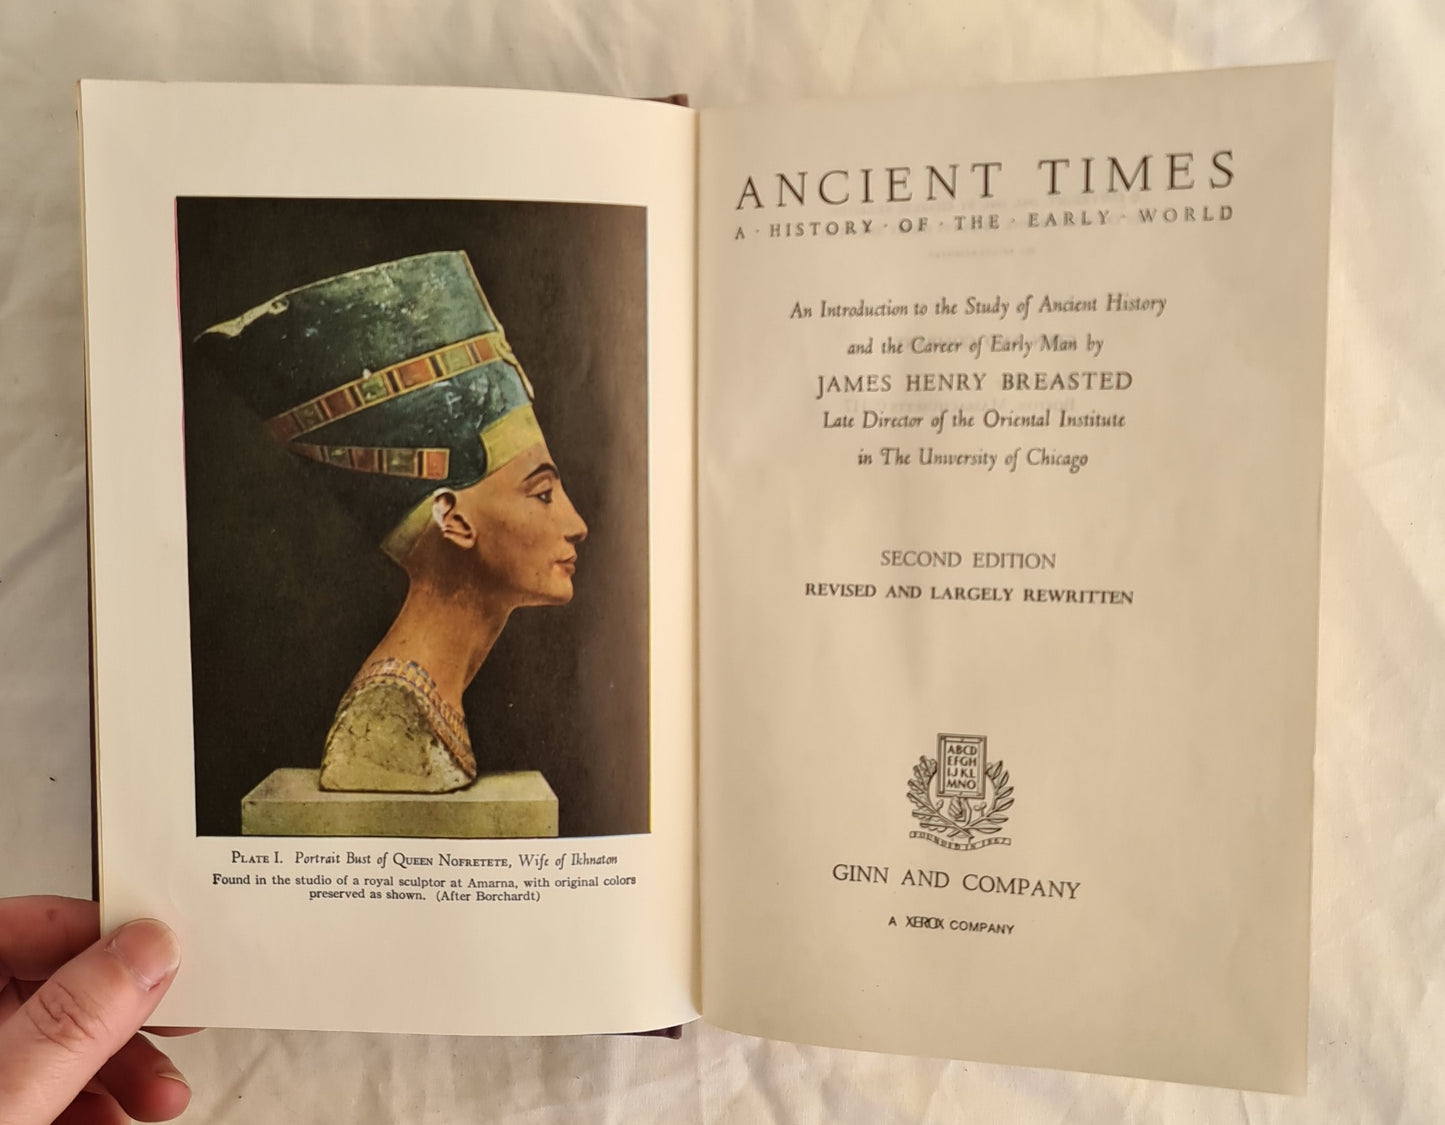 PLATE I. Portrait Bust of QUEEN NOFRETETE, Wife of Ikhnaton
Found in the studio of a royal sculptor at Amarna, with original colors
preserved as shown. (After Borchardt)
ANCIENT TIMES
A · HISTORY · OF · THE · EARLY · WORLD
An Introduction to the Study of Ancient History
and the Career of Early Man by
JAMES HENRY BREASTED
Late Director of the Oriental Institute
in The University of Chicago
SECOND EDITION
REVISED AND LARGELY REWRITTEN
ABCD
EFGH
IJKL
MNO
FOUNDED IN 1867
GINN AND COMPANY
A XEROX COMPANY